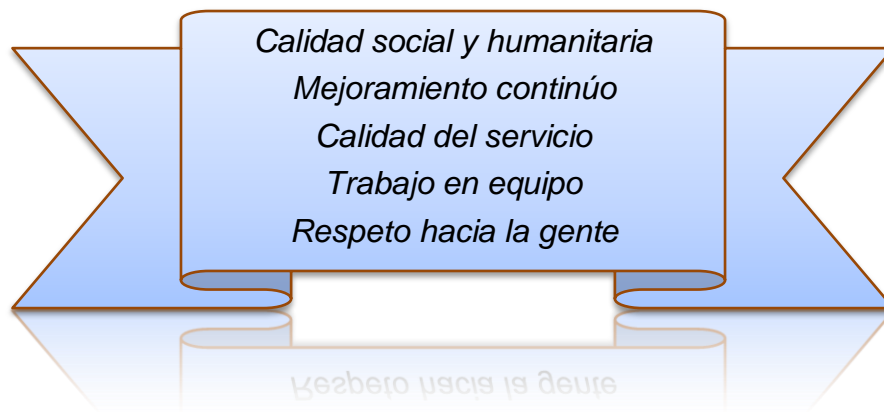 Calidad social y humanitaria
Mejoramiento continúo
Calidad del servicio
Trabajo en equipo
Respeto hacia la gente